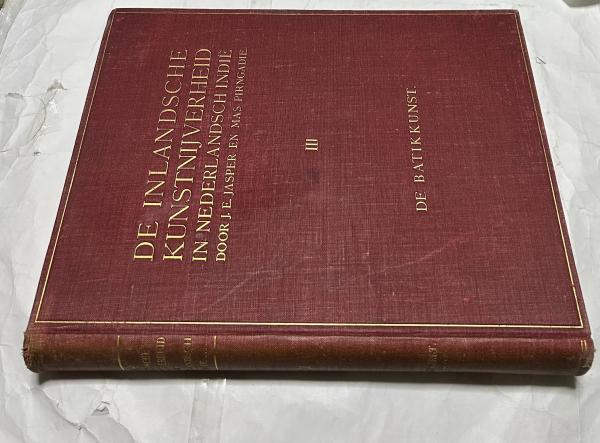 DE INLANDSCHE
KUNSTNIJVERHEID
IN NEDERLANDSCH INDIË
DOOR J. E. JASPER EN MAS PIRNGADIE.
III
DE BATIKKUNST.